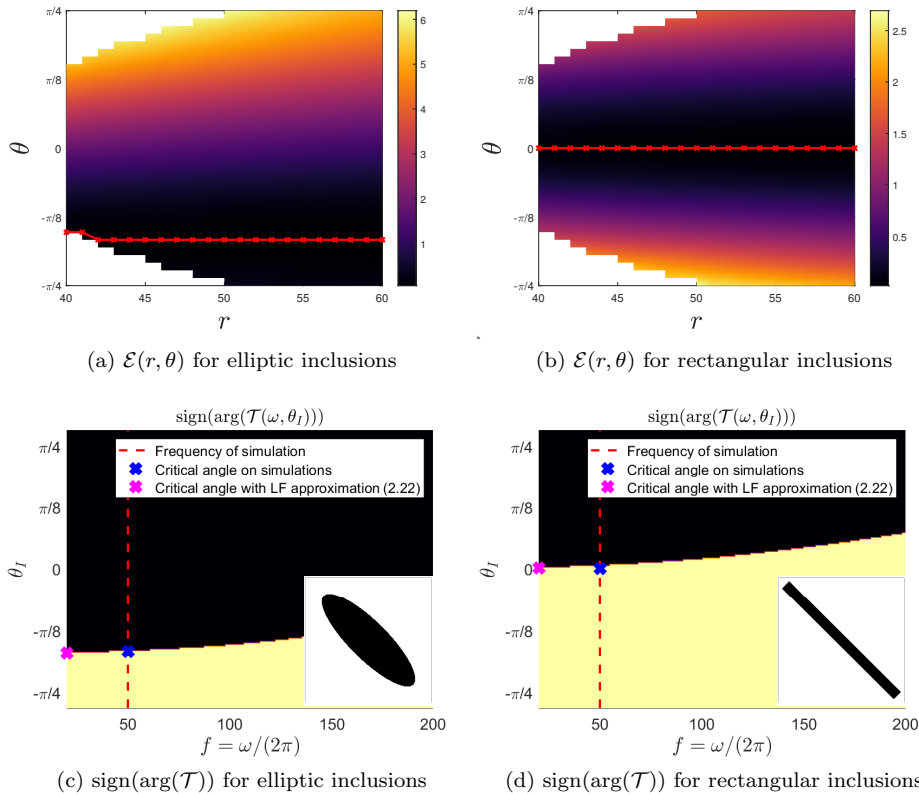 π/4
π/8
0
-π/8
-π/4
θ
40
45
50
55
60
r
6
5
4
3
2
1
π/4
π/8
0
-π/8
-π/4
θ
40
45
50
55
60
r
2.5
2
1.5
1
0.5
(a) ℰ(r, θ) for elliptic inclusions
(b) ℰ(r, θ) for rectangular inclusions
sign(arg(𝒯(ω, θ_I)))
Frequency of simulation
Critical angle on simulations
Critical angle with LF approximation (2.22)
π/4
π/8
0
-π/8
-π/4
θ_I
50
100
150
200
f = ω/(2π)
sign(arg(𝒯(ω, θ_I)))
Frequency of simulation
Critical angle on simulations
Critical angle with LF approximation (2.22)
π/4
π/8
0
-π/8
-π/4
θ_I
50
100
150
200
f = ω/(2π)
(c) sign(arg(𝒯)) for elliptic inclusions
(d) sign(arg(𝒯)) for rectangular inclusions